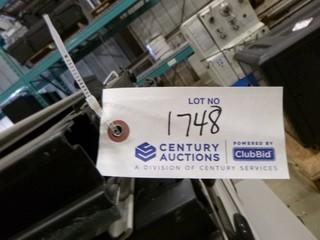 LOT NO
1748
CENTURY
AUCTIONS
POWERED BY
ClubBid
A DIVISION OF CENTURY SERVICES